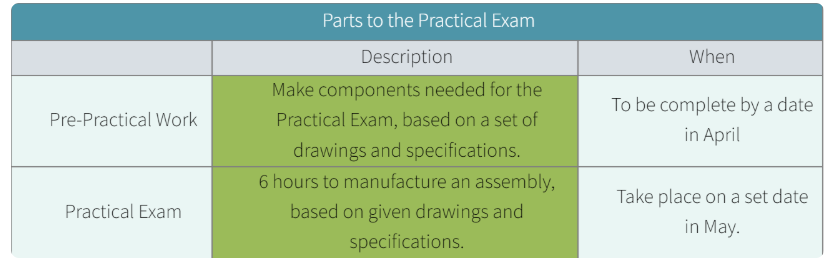 Parts to the Practical Exam
Description
When
Pre-Practical Work
Make components needed for the
Practical Exam, based on a set of
drawings and specifications.
To be complete by a date
in April
Practical Exam
6 hours to manufacture an assembly,
based on given drawings and
specifications.
Take place on a set date
in May.